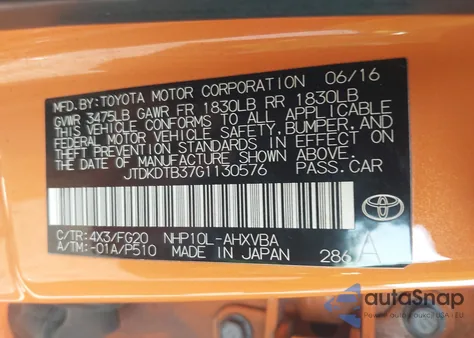 MFD. BY: TOYOTA MOTOR CORPORATION 06/16
GVWR 3475LB GAWR FR 1830LB RR 1830LB
THIS VEHICLE CONFORMS TO ALL APPLICABLE
FEDERAL MOTOR VEHICLE SAFETY, BUMPER, AND
THEFT PREVENTION STANDARDS IN EFFECT ON
THE DATE OF MANUFACTURE SHOWN ABOVE.
JTDKDTB37G1130576 PASS.CAR
C/TR:4X3/FG20 NHP10L-AHXVBA
A/TM:-01A/P510 MADE IN JAPAN 286 A
autoSnap